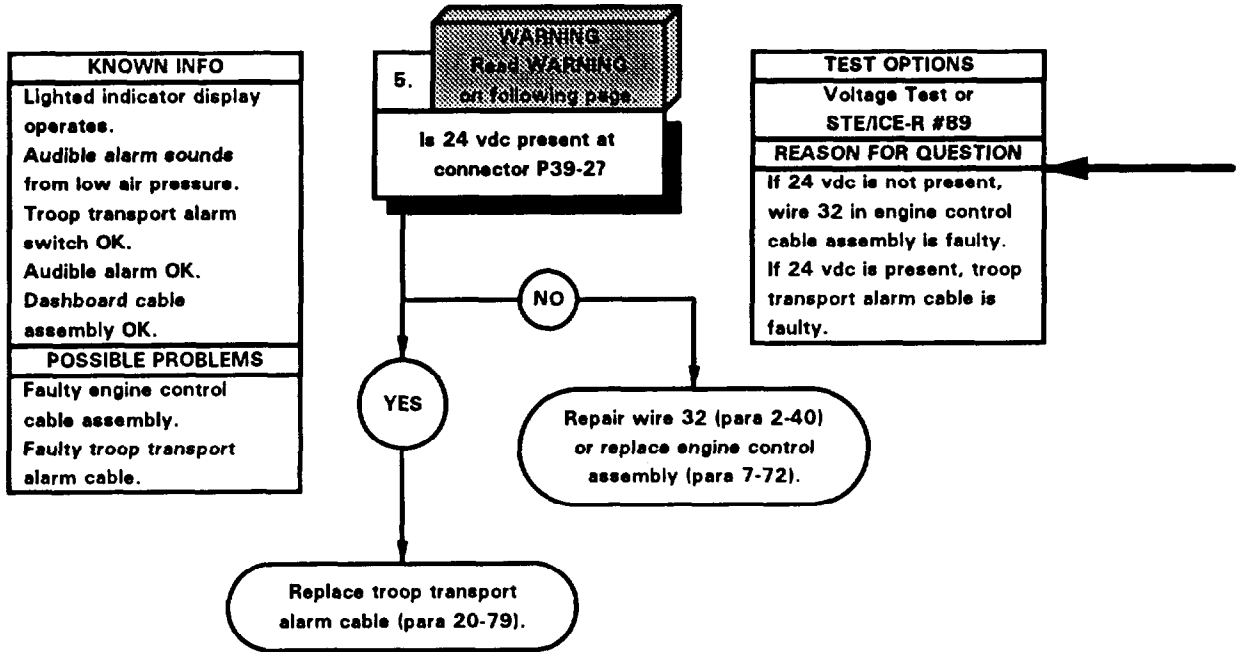 KNOWN INFO
Lighted indicator display
operates.
Audible alarm sounds
from low air pressure.
Troop transport alarm
switch OK.
Audible alarm OK.
Dashboard cable
assembly OK.
POSSIBLE PROBLEMS
Faulty engine control
cable assembly.
Faulty troop transport
alarm cable.
5.
WARNING
Read WARNING
on following page.
Is 24 vdc present at
connector P39-2?
YES
NO
Replace troop transport
alarm cable (para 20-79).
Repair wire 32 (para 2-40)
or replace engine control
assembly (para 7-72).
TEST OPTIONS
Voltage Test or
STE/ICE-R #89
REASON FOR QUESTION
If 24 vdc is not present,
wire 32 in engine control
cable assembly is faulty.
If 24 vdc is present, troop
transport alarm cable is
faulty.